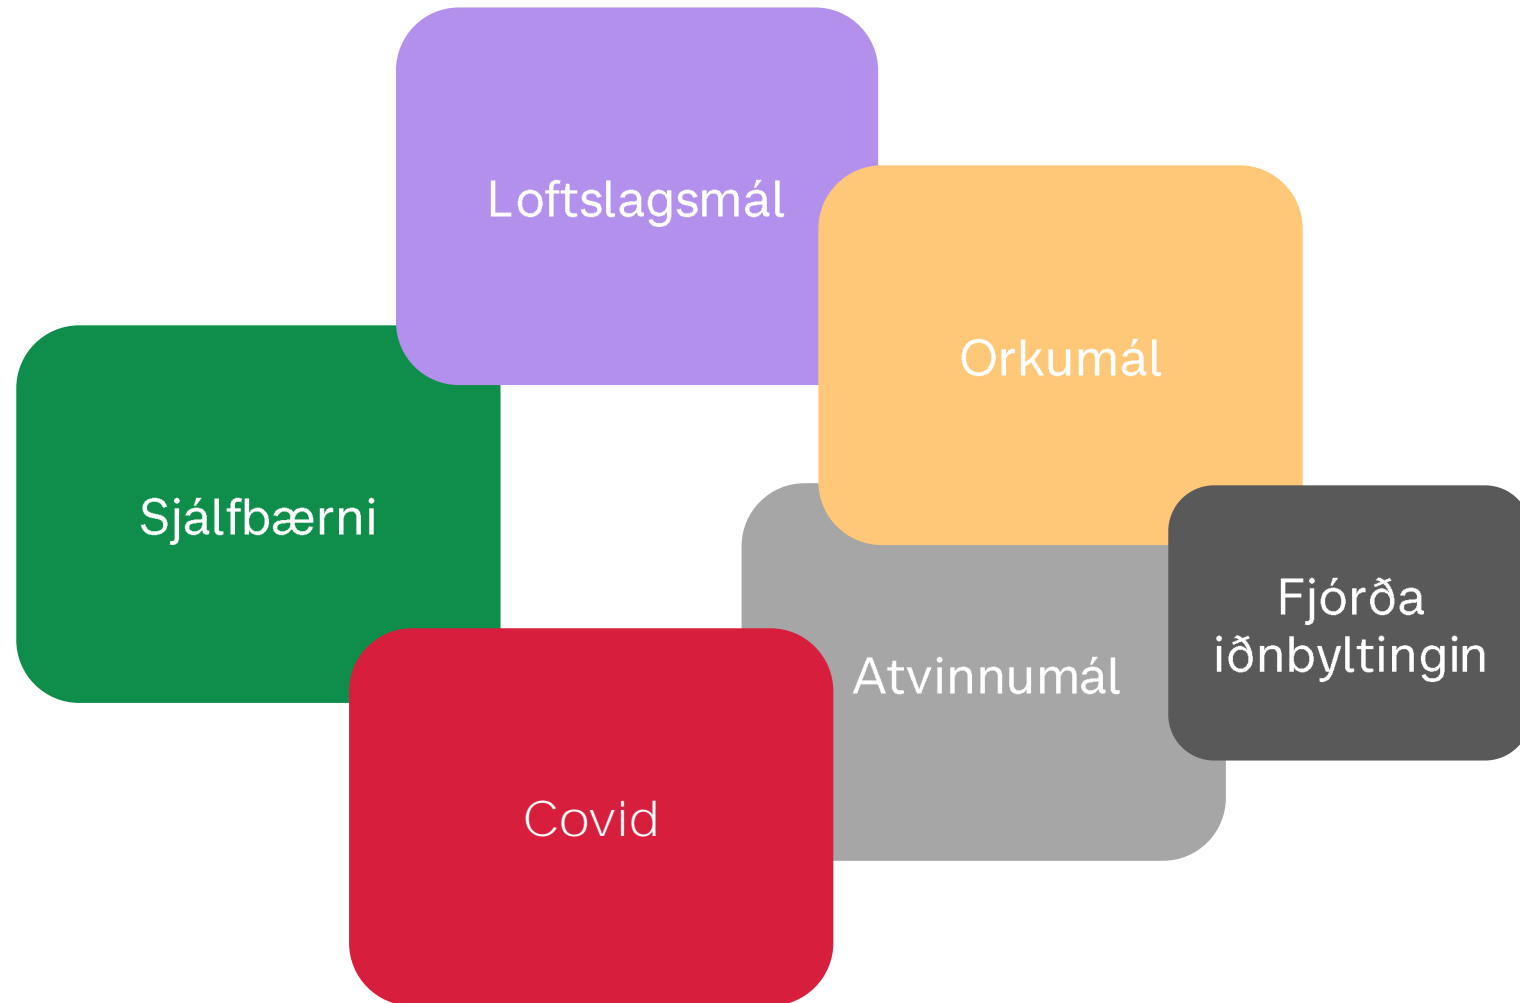 Loftslagsmál
Orkumál
Sjálfbærni
Fjórða
iðnbyltingin
Atvinnumál
Covid